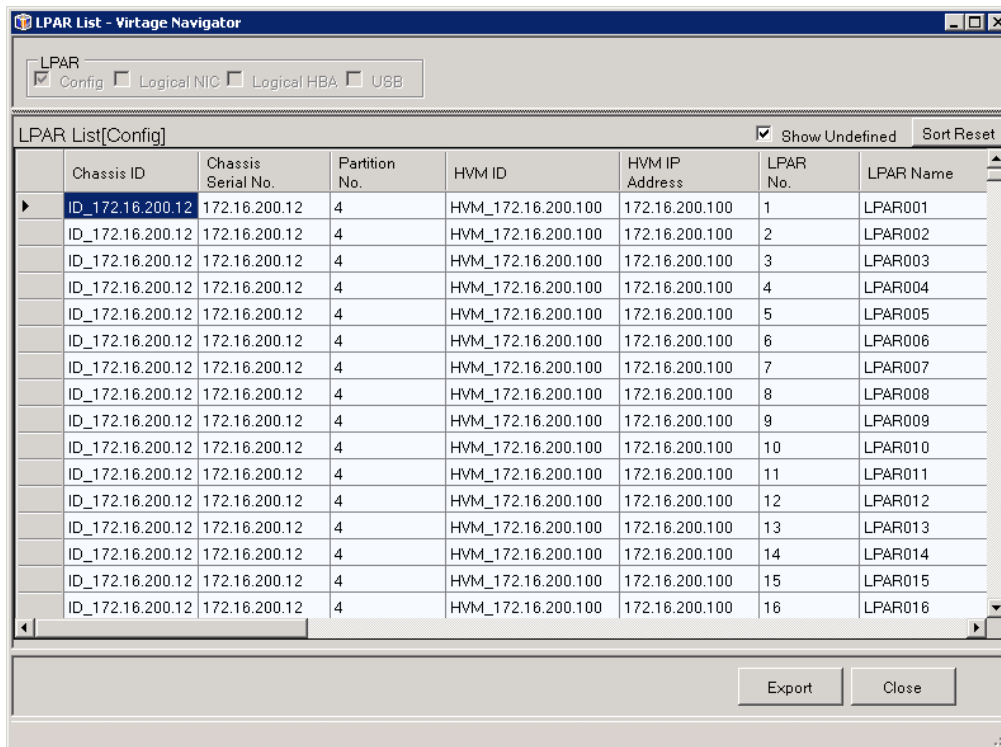 LPAR List - Virtage Navigator
LPAR
Config Logical NIC Logical HBA USB
LPAR List[Config] Show Undefined Sort Reset
Chassis ID Chassis Serial No. Partition No. HVM ID HVM IP Address LPAR No. LPAR Name
ID_172.16.200.12 172.16.200.12 4 HVM_172.16.200.100 172.16.200.100 1 LPAR001
ID_172.16.200.12 172.16.200.12 4 HVM_172.16.200.100 172.16.200.100 2 LPAR002
ID_172.16.200.12 172.16.200.12 4 HVM_172.16.200.100 172.16.200.100 3 LPAR003
ID_172.16.200.12 172.16.200.12 4 HVM_172.16.200.100 172.16.200.100 4 LPAR004
ID_172.16.200.12 172.16.200.12 4 HVM_172.16.200.100 172.16.200.100 5 LPAR005
ID_172.16.200.12 172.16.200.12 4 HVM_172.16.200.100 172.16.200.100 6 LPAR006
ID_172.16.200.12 172.16.200.12 4 HVM_172.16.200.100 172.16.200.100 7 LPAR007
ID_172.16.200.12 172.16.200.12 4 HVM_172.16.200.100 172.16.200.100 8 LPAR008
ID_172.16.200.12 172.16.200.12 4 HVM_172.16.200.100 172.16.200.100 9 LPAR009
ID_172.16.200.12 172.16.200.12 4 HVM_172.16.200.100 172.16.200.100 10 LPAR010
ID_172.16.200.12 172.16.200.12 4 HVM_172.16.200.100 172.16.200.100 11 LPAR011
ID_172.16.200.12 172.16.200.12 4 HVM_172.16.200.100 172.16.200.100 12 LPAR012
ID_172.16.200.12 172.16.200.12 4 HVM_172.16.200.100 172.16.200.100 13 LPAR013
ID_172.16.200.12 172.16.200.12 4 HVM_172.16.200.100 172.16.200.100 14 LPAR014
ID_172.16.200.12 172.16.200.12 4 HVM_172.16.200.100 172.16.200.100 15 LPAR015
ID_172.16.200.12 172.16.200.12 4 HVM_172.16.200.100 172.16.200.100 16 LPAR016
Export Close